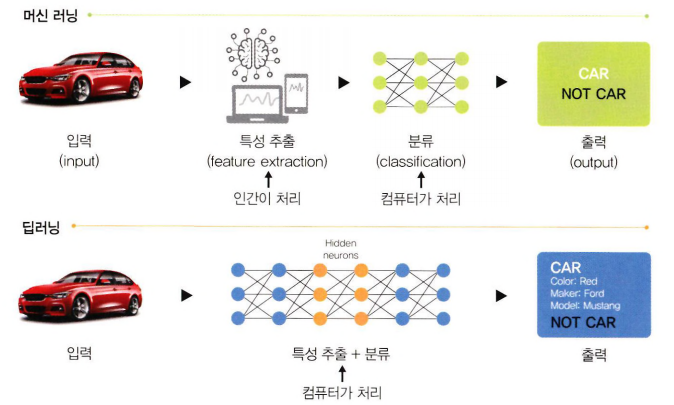 머신 러닝
입력
(input)
특성 추출
(feature extraction)
인간이 처리
분류
(classification)
컴퓨터가 처리
CAR
NOT CAR
출력
(output)
딥러닝
입력
Hidden
neurons
특성 추출 + 분류
컴퓨터가 처리
CAR
Color: Red
Maker: Ford
Model: Mustang
NOT CAR
출력